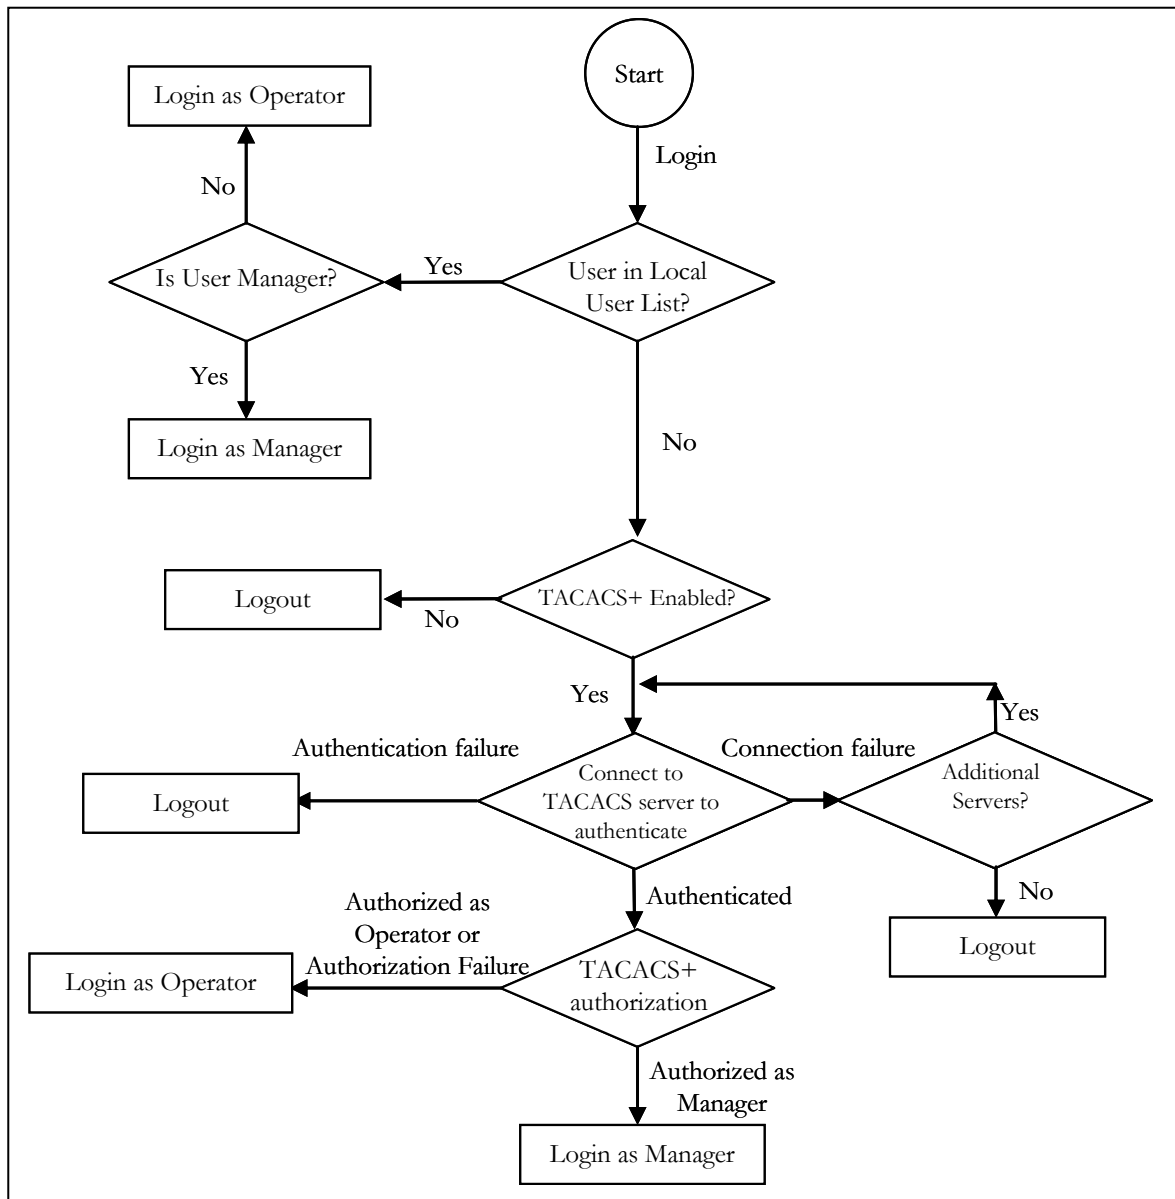 Start
Login as Operator
Login
No
Is User Manager?
Yes
User in Local
User List?
Yes
Login as Manager
No
TACACS+ Enabled?
Logout
No
Yes
Yes
Authentication failure
Connection failure
Connect to
TACACS server to
authenticate
Additional
Servers?
Logout
Authenticated
No
Authorized as
Operator or
Authorization Failure
Logout
Login as Operator
TACACS+
authorization
Authorized as
Manager
Login as Manager